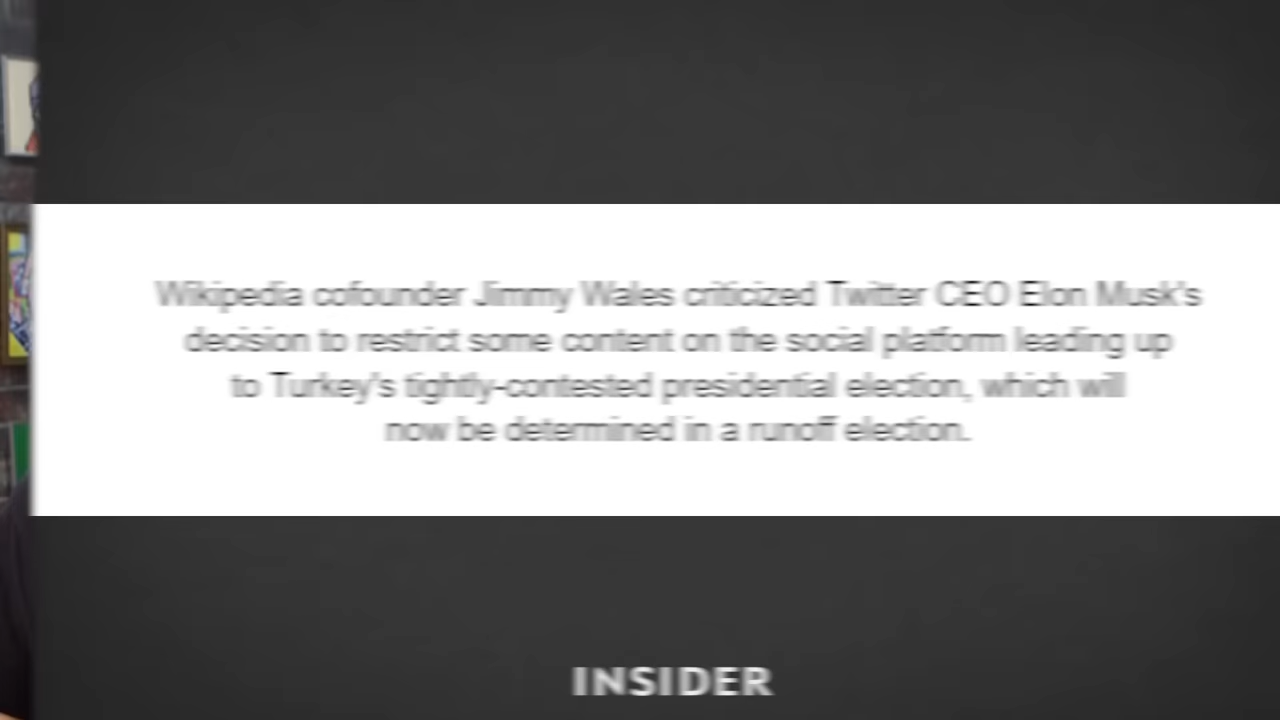 Wikipedia cofounder Jimmy Wales criticized Twitter CEO Elon Musk's
decision to restrict some content on the social platform leading up
to Turkey's tightly-contested presidential election, which will
now be determined in a runoff election.
INSIDER